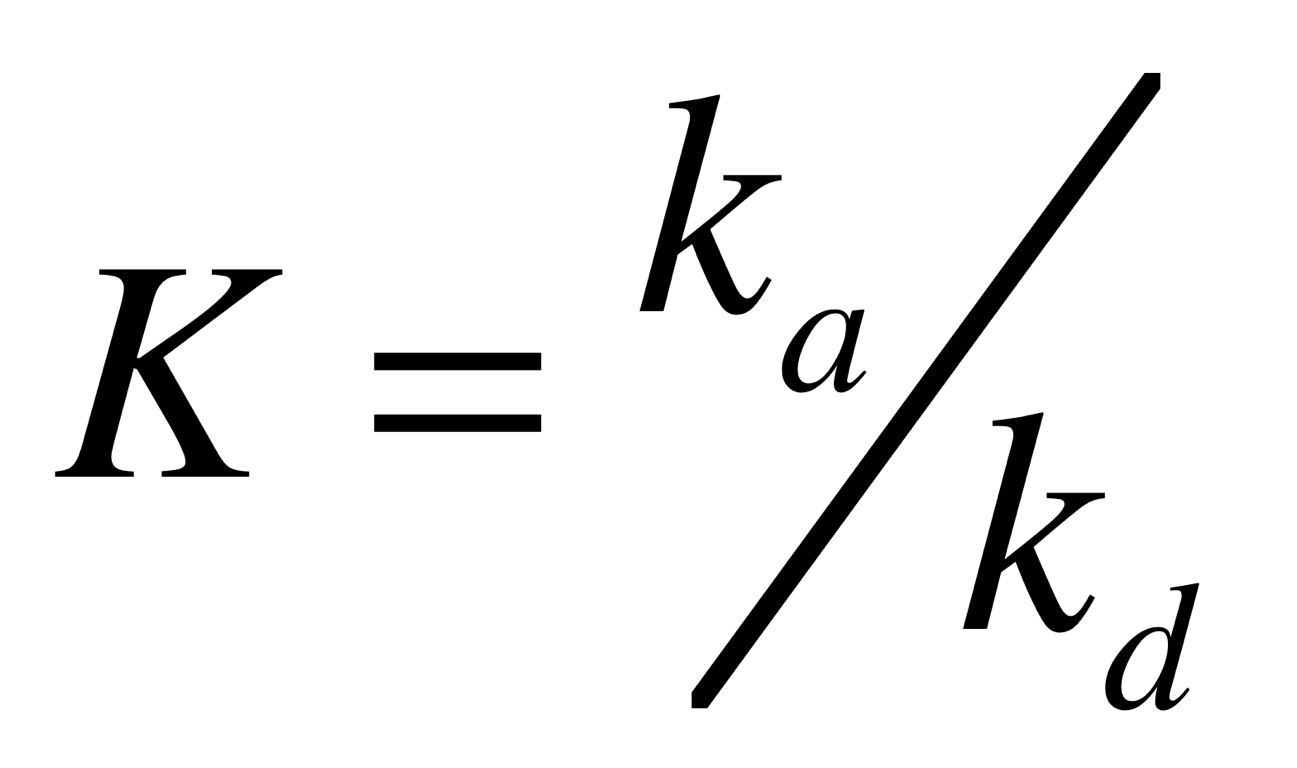 K = k_a / k_d